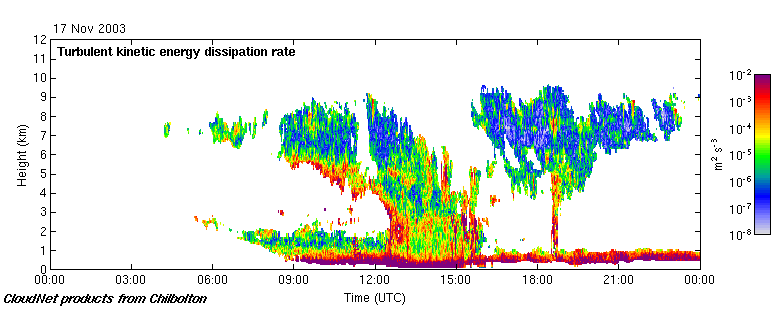 17 Nov 2003
Turbulent kinetic energy dissipation rate
12
11
10
9
8
7
6
5
4
3
2
1
0
Height (km)
00:00 03:00 06:00 09:00 12:00 15:00 18:00 21:00 00:00
Time (UTC)
10-2
10-3
10-4
10-5
10-6
10-7
10-8
m2 s-3
CloudNet products from Chilbolton